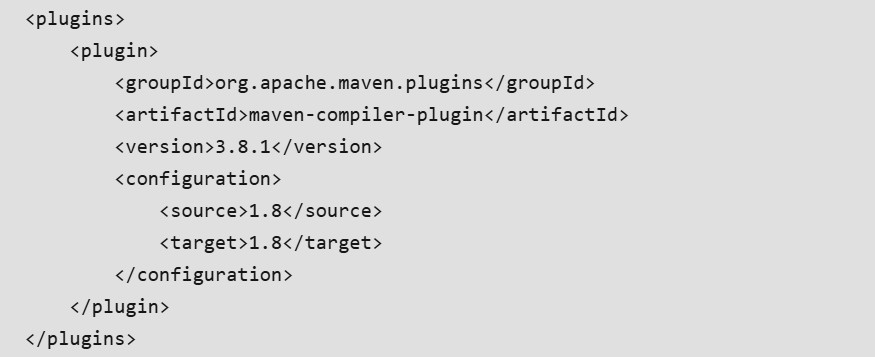 <plugins>
    <plugin>
        <groupId>org.apache.maven.plugins</groupId>
        <artifactId>maven-compiler-plugin</artifactId>
        <version>3.8.1</version>
        <configuration>
            <source>1.8</source>
            <target>1.8</target>
        </configuration>
    </plugin>
</plugins>